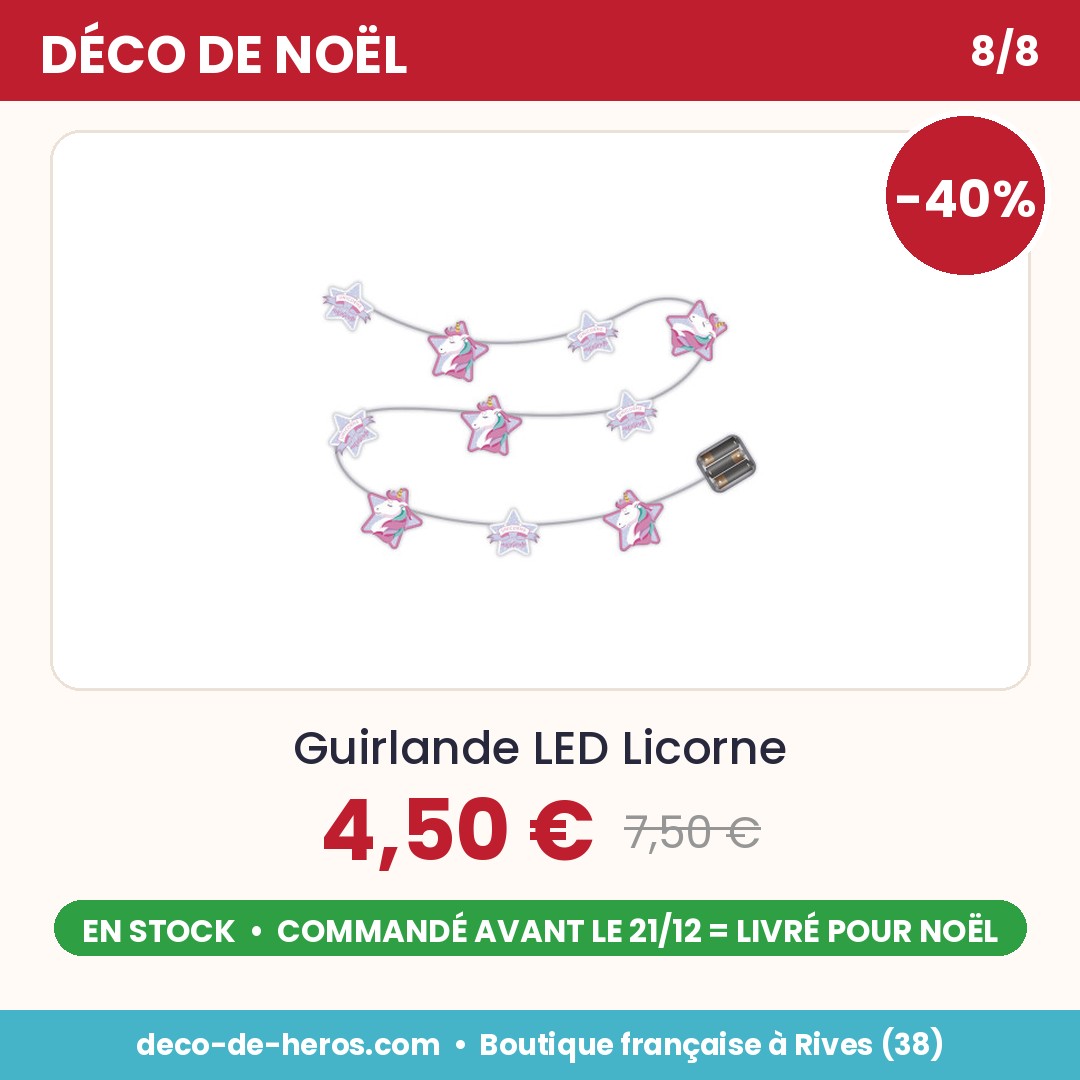 DÉCO DE NOËL
8/8
-40%
Guirlande LED Licorne
4,50 € 7,50 €
EN STOCK • COMMANDÉ AVANT LE 21/12 = LIVRÉ POUR NOËL
deco-de-heros.com • Boutique française à Rives (38)